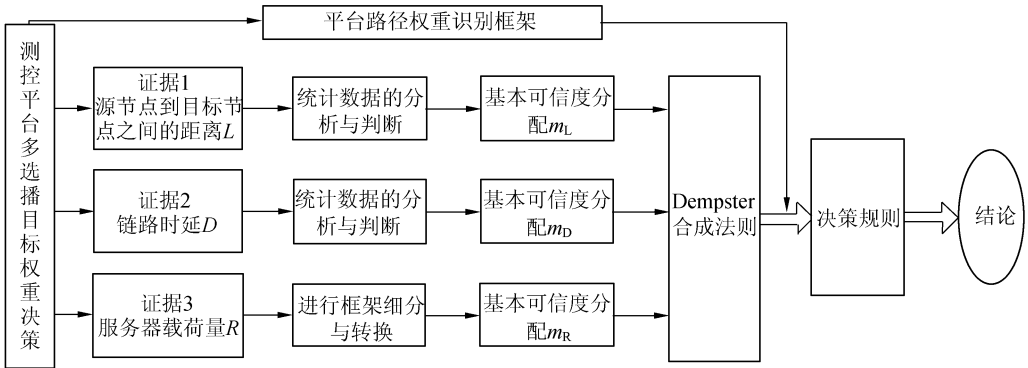 测控平台多选播目标权重决策
平台路径权重识别框架
证据1
源节点到目标节
点之间的距离L
统计数据的分
析与判断
基本可信度分
配mL
证据2
链路时延D
统计数据的分
析与判断
基本可信度分
配mD
证据3
服务器载荷量R
进行框架细分
与转换
基本可信度分
配mR
Dempster
合成法则
决策规则
结论